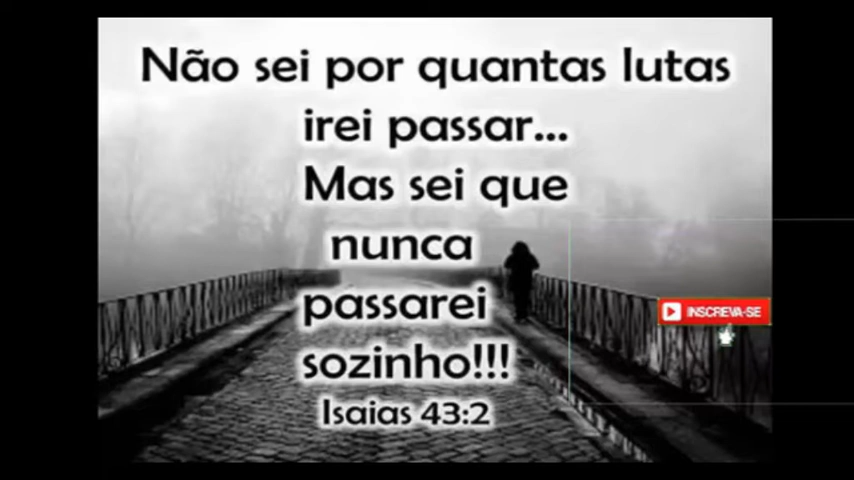 Não sei por quantas lutas
irei passar...
Mas sei que
nunca
passarei
INSCREVA-SE
sozinho!!!
Isaias 43:2